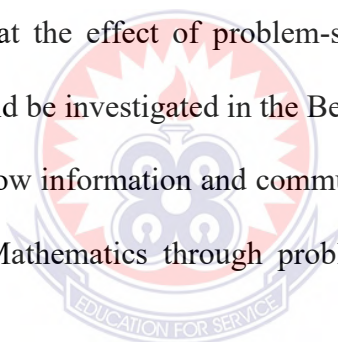 at the effect of problem-s
d be investigated in the Be
ow information and commu
Mathematics through probl
EDUCATION FOR SERVICE